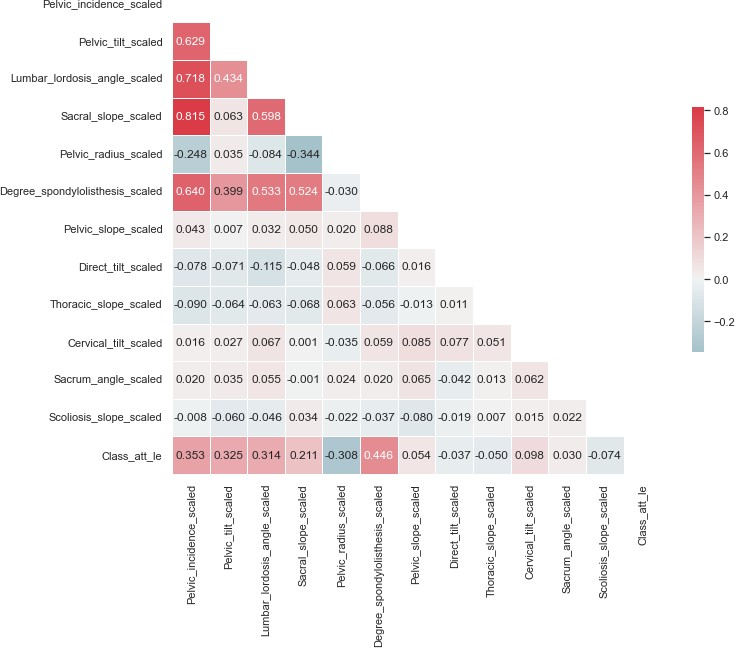 Pelvic_incidence_scaled
Pelvic_tilt_scaled 0.629
Lumbar_lordosis_angle_scaled 0.718 0.434
Sacral_slope_scaled 0.815 0.063 0.598
Pelvic_radius_scaled -0.248 0.035 -0.084 -0.344
Degree_spondylolisthesis_scaled 0.640 0.399 0.533 0.524 -0.030
Pelvic_slope_scaled 0.043 0.007 0.032 0.050 0.020 0.088
Direct_tilt_scaled -0.078 -0.071 -0.115 -0.048 0.059 -0.066 0.016
Thoracic_slope_scaled -0.090 -0.064 -0.063 -0.068 0.063 -0.056 -0.013 0.011
Cervical_tilt_scaled 0.016 0.027 0.067 0.001 -0.035 0.059 0.085 0.077 0.051
Sacrum_angle_scaled 0.020 0.035 0.055 -0.001 0.024 0.020 0.065 -0.042 0.013 0.062
Scoliosis_slope_scaled -0.008 -0.060 -0.046 0.034 -0.022 -0.037 -0.080 -0.019 0.007 0.015 0.022
Class_att_le 0.353 0.325 0.314 0.211 -0.308 0.446 0.054 -0.037 -0.050 0.098 0.030 -0.074
Pelvic_incidence_scaled
Pelvic_tilt_scaled
Lumbar_lordosis_angle_scaled
Sacral_slope_scaled
Pelvic_radius_scaled
Degree_spondylolisthesis_scaled
Pelvic_slope_scaled
Direct_tilt_scaled
Thoracic_slope_scaled
Cervical_tilt_scaled
Sacrum_angle_scaled
Scoliosis_slope_scaled
Class_att_le
0.8
0.6
0.4
0.2
0.0
−0.2